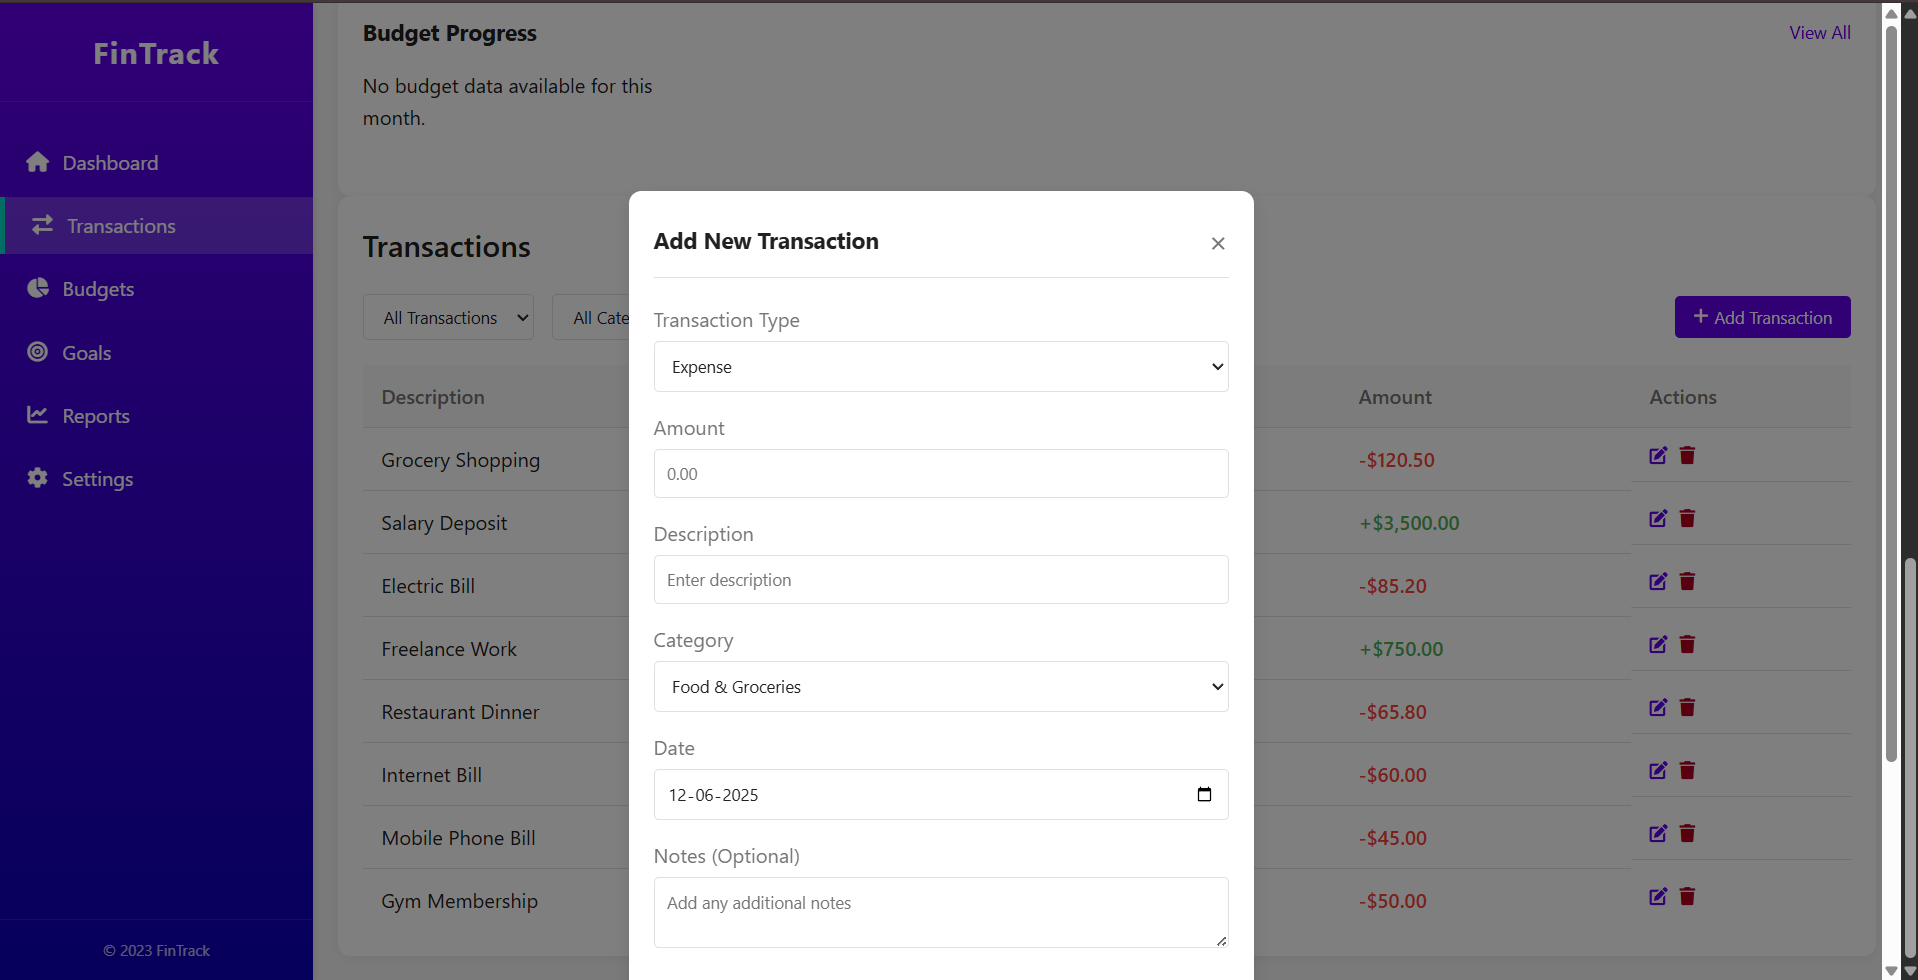 FinTrack
Dashboard
Transactions
Budgets
Goals
Reports
Settings
© 2023 FinTrack
Budget Progress
View All
No budget data available for this
month.
Transactions
All Transactions
All Cate
+ Add Transaction
Description Amount Actions
Grocery Shopping -$120.50
Salary Deposit +$3,500.00
Electric Bill -$85.20
Freelance Work +$750.00
Restaurant Dinner -$65.80
Internet Bill -$60.00
Mobile Phone Bill -$45.00
Gym Membership -$50.00
Add New Transaction ×
Transaction Type
Expense
Amount
0.00
Description
Enter description
Category
Food & Groceries
Date
12-06-2025
Notes (Optional)
Add any additional notes